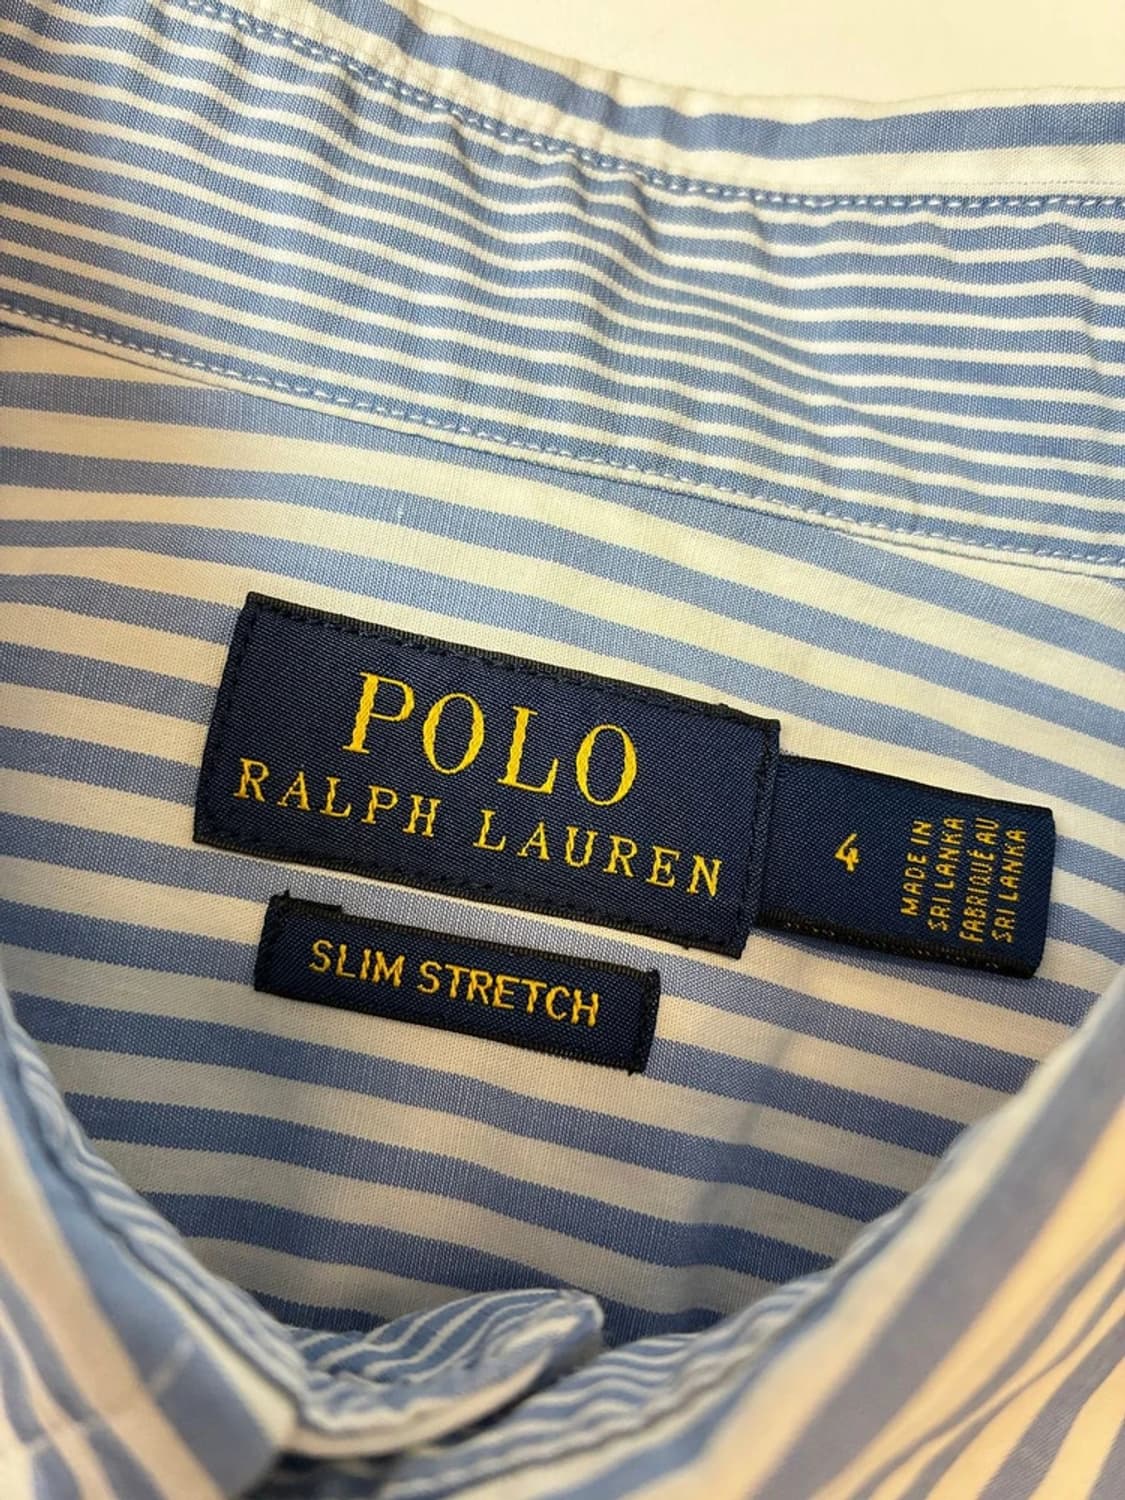 POLO
RALPH LAUREN
4
MADE IN
SRI LANKA
FABRIQUÉ AU
SRI LANKA
SLIM STRETCH